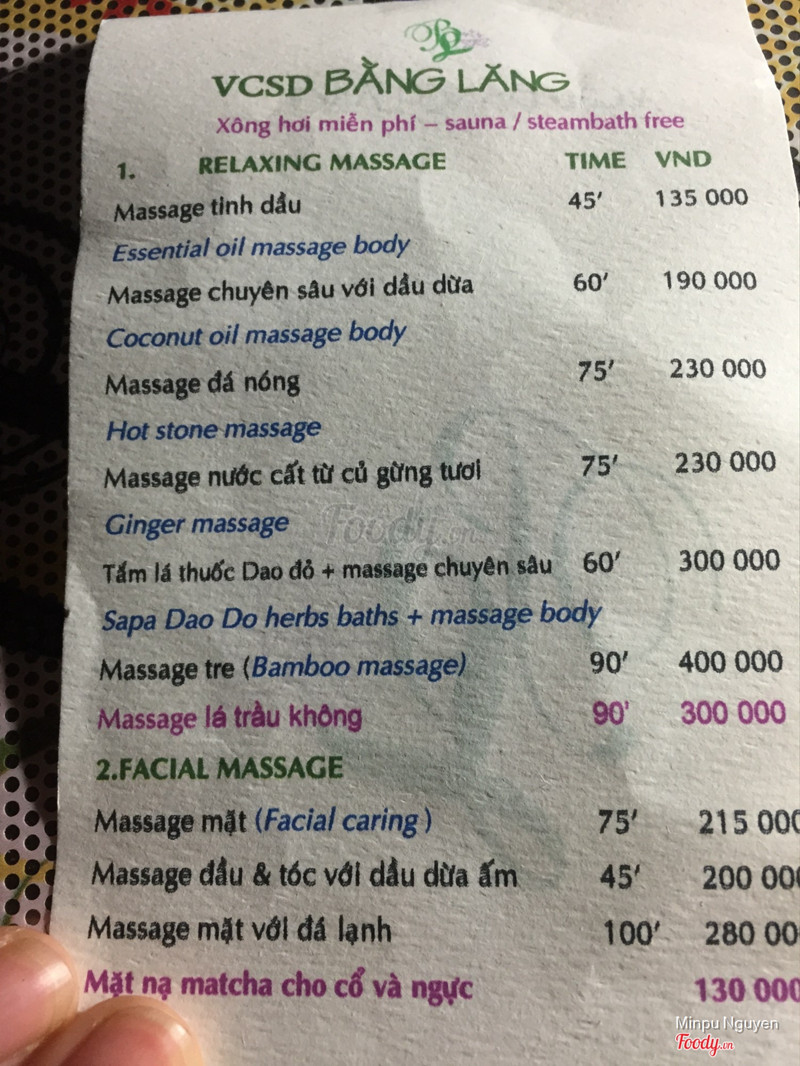 VCSD BẰNG LĂNG
Xông hơi miễn phí – sauna / steambath free
1. RELAXING MASSAGE TIME VND
Massage tinh dầu 45' 135 000
Essential oil massage body
Massage chuyên sâu với dầu dừa 60' 190 000
Coconut oil massage body
Massage đá nóng 75' 230 000
Hot stone massage
Massage nước cất từ củ gừng tươi 75' 230 000
Ginger massage
Tắm lá thuốc Dao đỏ + massage chuyên sâu 60' 300 000
Sapa Dao Do herbs baths + massage body
Massage tre (Bamboo massage) 90' 400 000
Massage lá trầu không 90' 300 000
2.FACIAL MASSAGE
Massage mặt (Facial caring ) 75' 215 000
Massage đầu & tóc với dầu dừa ấm 45' 200 000
Massage mặt với đá lạnh 100' 280 00
Mặt nạ matcha cho cổ và ngực 130 000
Foody.vn
Minpu Nguyen
Foody.vn